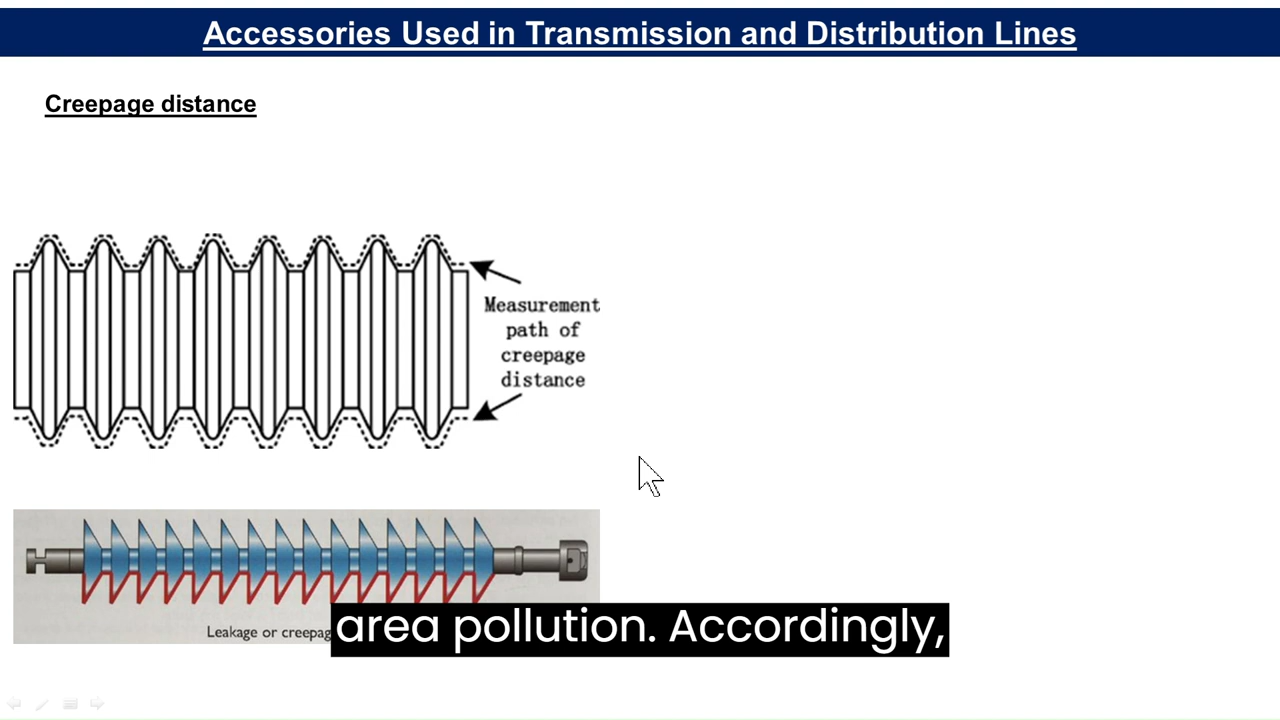 Accessories Used in Transmission and Distribution Lines
Creepage distance
Measurement
path of
creepage
distance
Leakage or creepag
area pollution. Accordingly,